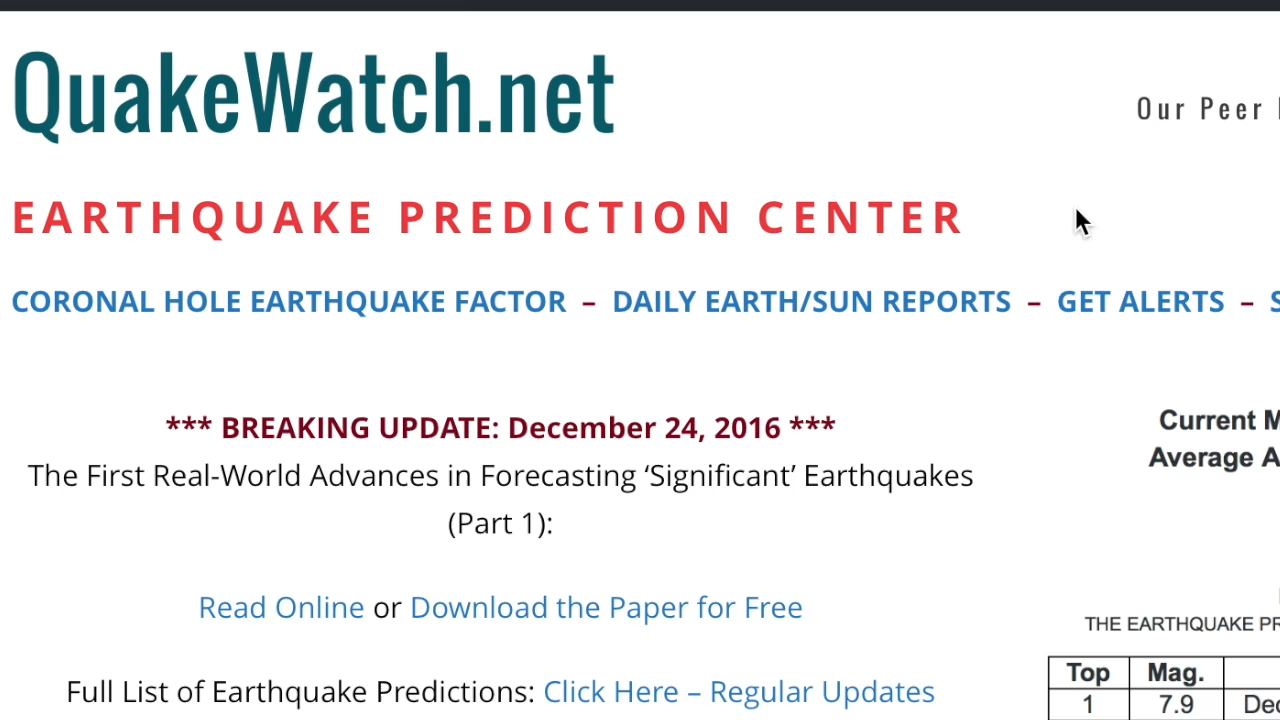 QuakeWatch.net
Our Peer
EARTHQUAKE PREDICTION CENTER
CORONAL HOLE EARTHQUAKE FACTOR – DAILY EARTH/SUN REPORTS – GET ALERTS – S
*** BREAKING UPDATE: December 24, 2016 ***
The First Real-World Advances in Forecasting ‘Significant’ Earthquakes
(Part 1):
Read Online or Download the Paper for Free
Full List of Earthquake Predictions: Click Here – Regular Updates
Current M
Average A
THE EARTHQUAKE PR
Top Mag.
1 7.9 Dec